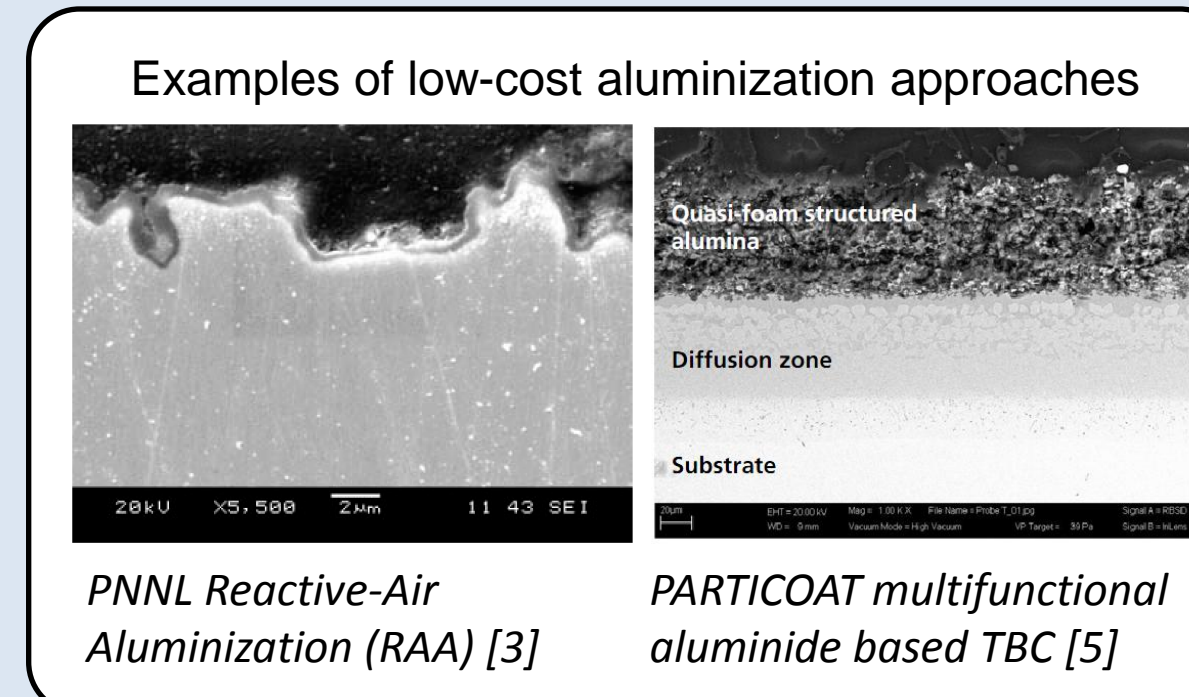 Examples of low-cost aluminization approaches
Quasi-foam structured
alumina
Diffusion zone
Substrate
20kU X5,500 2μm 11 43 SEI
20μm EHT = 20.00 kV Mag = 1.00 K X File Name = Probe T_01.jpg Signal A = RBSD
WD = 9 mm Vacuum Mode = High Vacuum VP Target = 39 Pa Signal B = InLens
PNNL Reactive-Air
Aluminization (RAA) [3]
PARTICOAT multifunctional
aluminide based TBC [5]